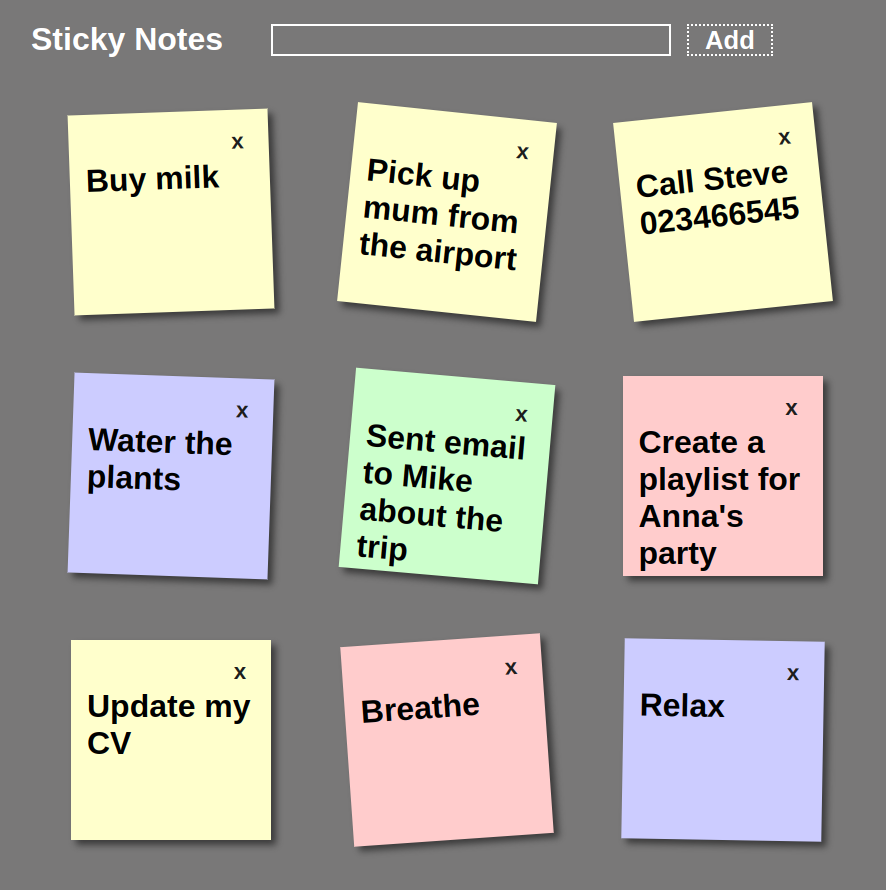 Sticky Notes
Add
x
Buy milk
x
Pick up
mum from
the airport
x
Call Steve
023466545
x
Water the
plants
x
Sent email
to Mike
about the
trip
x
Create a
playlist for
Anna's
party
x
Update my
CV
x
Breathe
x
Relax